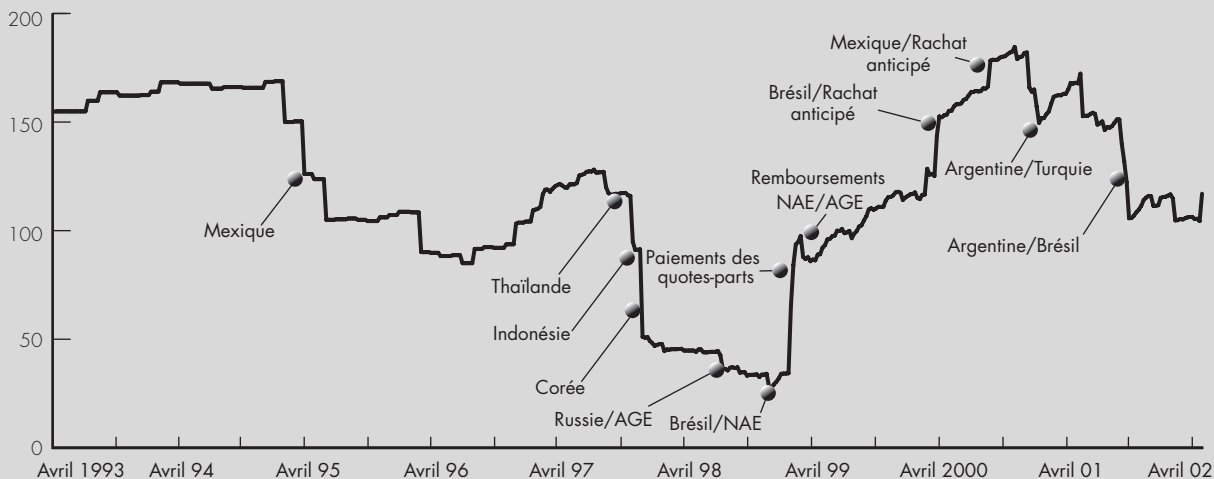 200
150
100
50
0
Mexique
Thaïlande
Indonésie
Corée
Russie/AGE
Brésil/NAE
Paiements des
quotes-parts
Remboursements
NAE/AGE
Brésil/Rachat
anticipé
Mexique/Rachat
anticipé
Argentine/Turquie
Argentine/Brésil
Avril 1993 Avril 94 Avril 95 Avril 96 Avril 97 Avril 98 Avril 99 Avril 2000 Avril 01 Avril 02